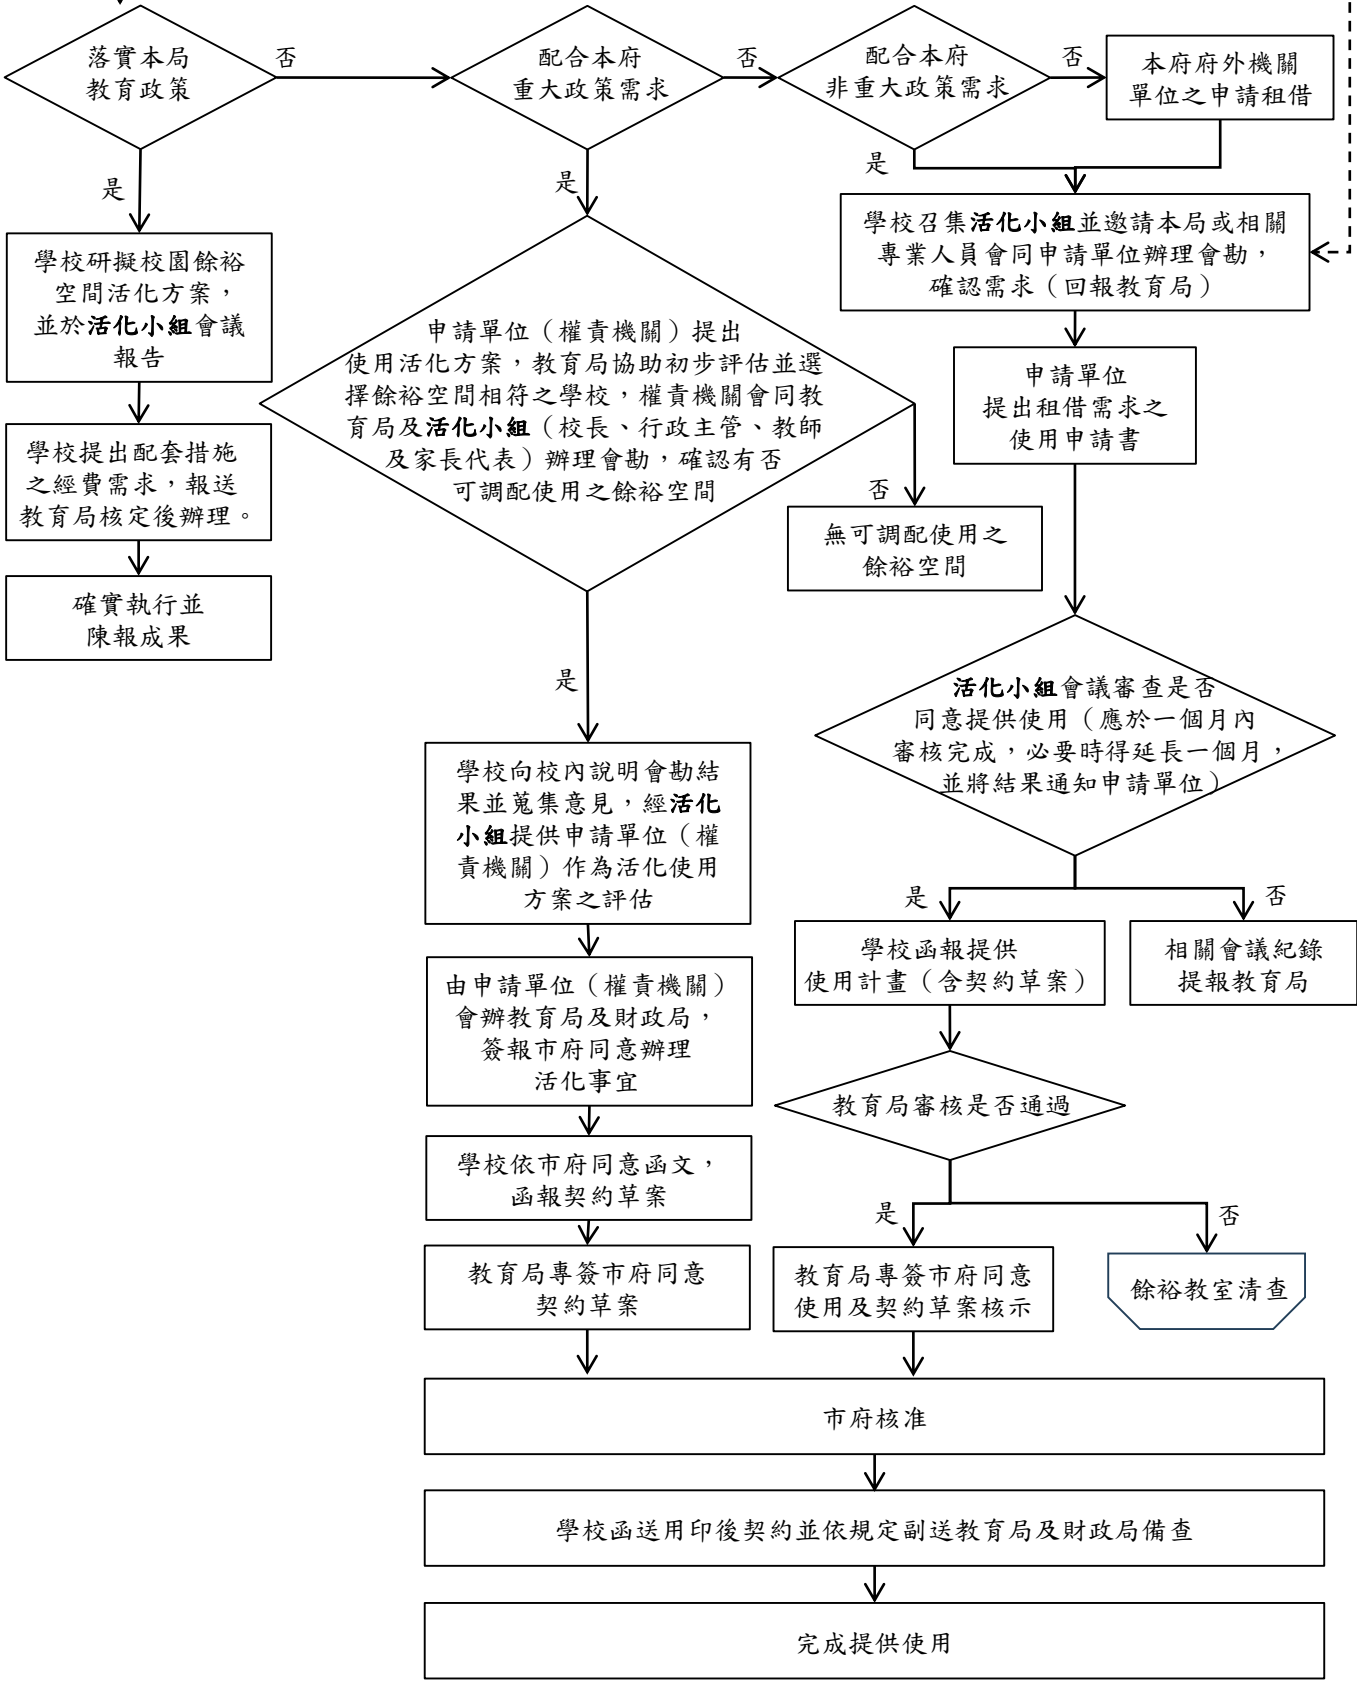 落實本局
教育政策
否
配合本府
重大政策需求
否
配合本府
非重大政策需求
否
本府府外機關
單位之申請租借
是
是
是
學校研擬校園餘裕
空間活化方案，
並於活化小組會議
報告
學校提出配套措施
之經費需求，報送
教育局核定後辦理。
確實執行並
陳報成果
申請單位（權責機關）提出
使用活化方案，教育局協助初步評估並選
擇餘裕空間相符之學校，權責機關會同教
育局及活化小組（校長、行政主管、教師
及家長代表）辦理會勘，確認有否
可調配使用之餘裕空間
否
無可調配使用之
餘裕空間
是
學校向校內說明會勘結
果並蒐集意見，經活化
小組提供申請單位（權
責機關）作為活化使用
方案之評估
由申請單位（權責機關）
會辦教育局及財政局，
簽報市府同意辦理
活化事宜
學校依市府同意函文，
函報契約草案
教育局專簽市府同意
契約草案
學校召集活化小組並邀請本局或相關
專業人員會同申請單位辦理會勘，
確認需求（回報教育局）
申請單位
提出租借需求之
使用申請書
活化小組會議審查是否
同意提供使用（應於一個月內
審核完成，必要時得延長一個月，
並將結果通知申請單位）
是
否
學校函報提供
使用計畫（含契約草案）
相關會議紀錄
提報教育局
教育局審核是否通過
是
否
教育局專簽市府同意
使用及契約草案核示
餘裕教室清查
市府核准
學校函送用印後契約並依規定副送教育局及財政局備查
完成提供使用